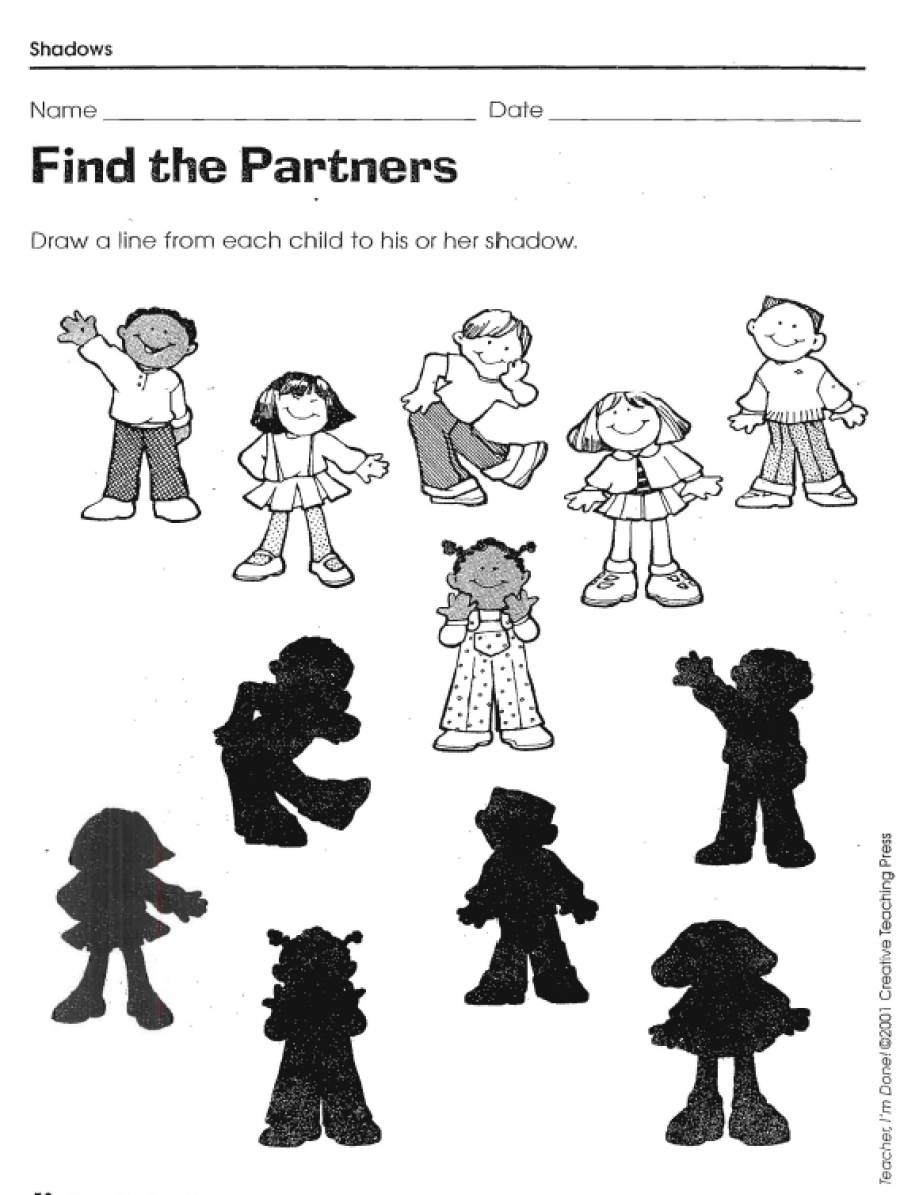 Shadows
Name Date
Find the Partners
Draw a line from each child to his or her shadow.
Teacher, I'm Done! ©2001 Creative Teaching Press